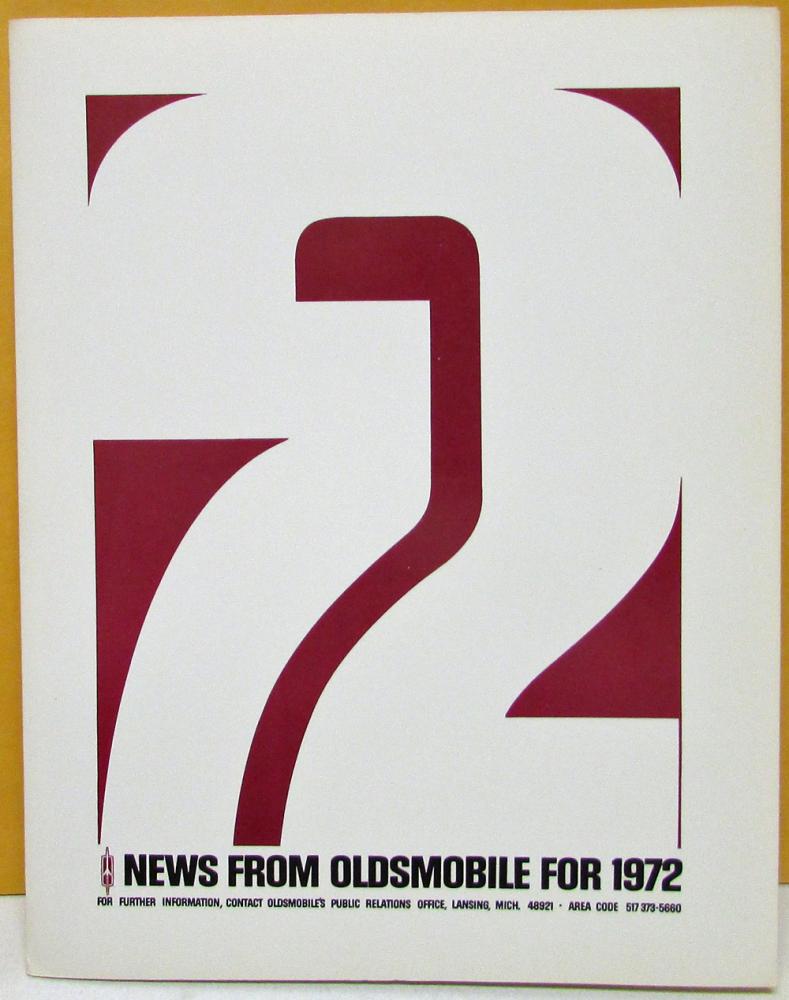 72
NEWS FROM OLDSMOBILE FOR 1972
FOR FURTHER INFORMATION, CONTACT OLDSMOBILE'S PUBLIC RELATIONS OFFICE, LANSING, MICH. 48921 · AREA CODE 517 373-5660